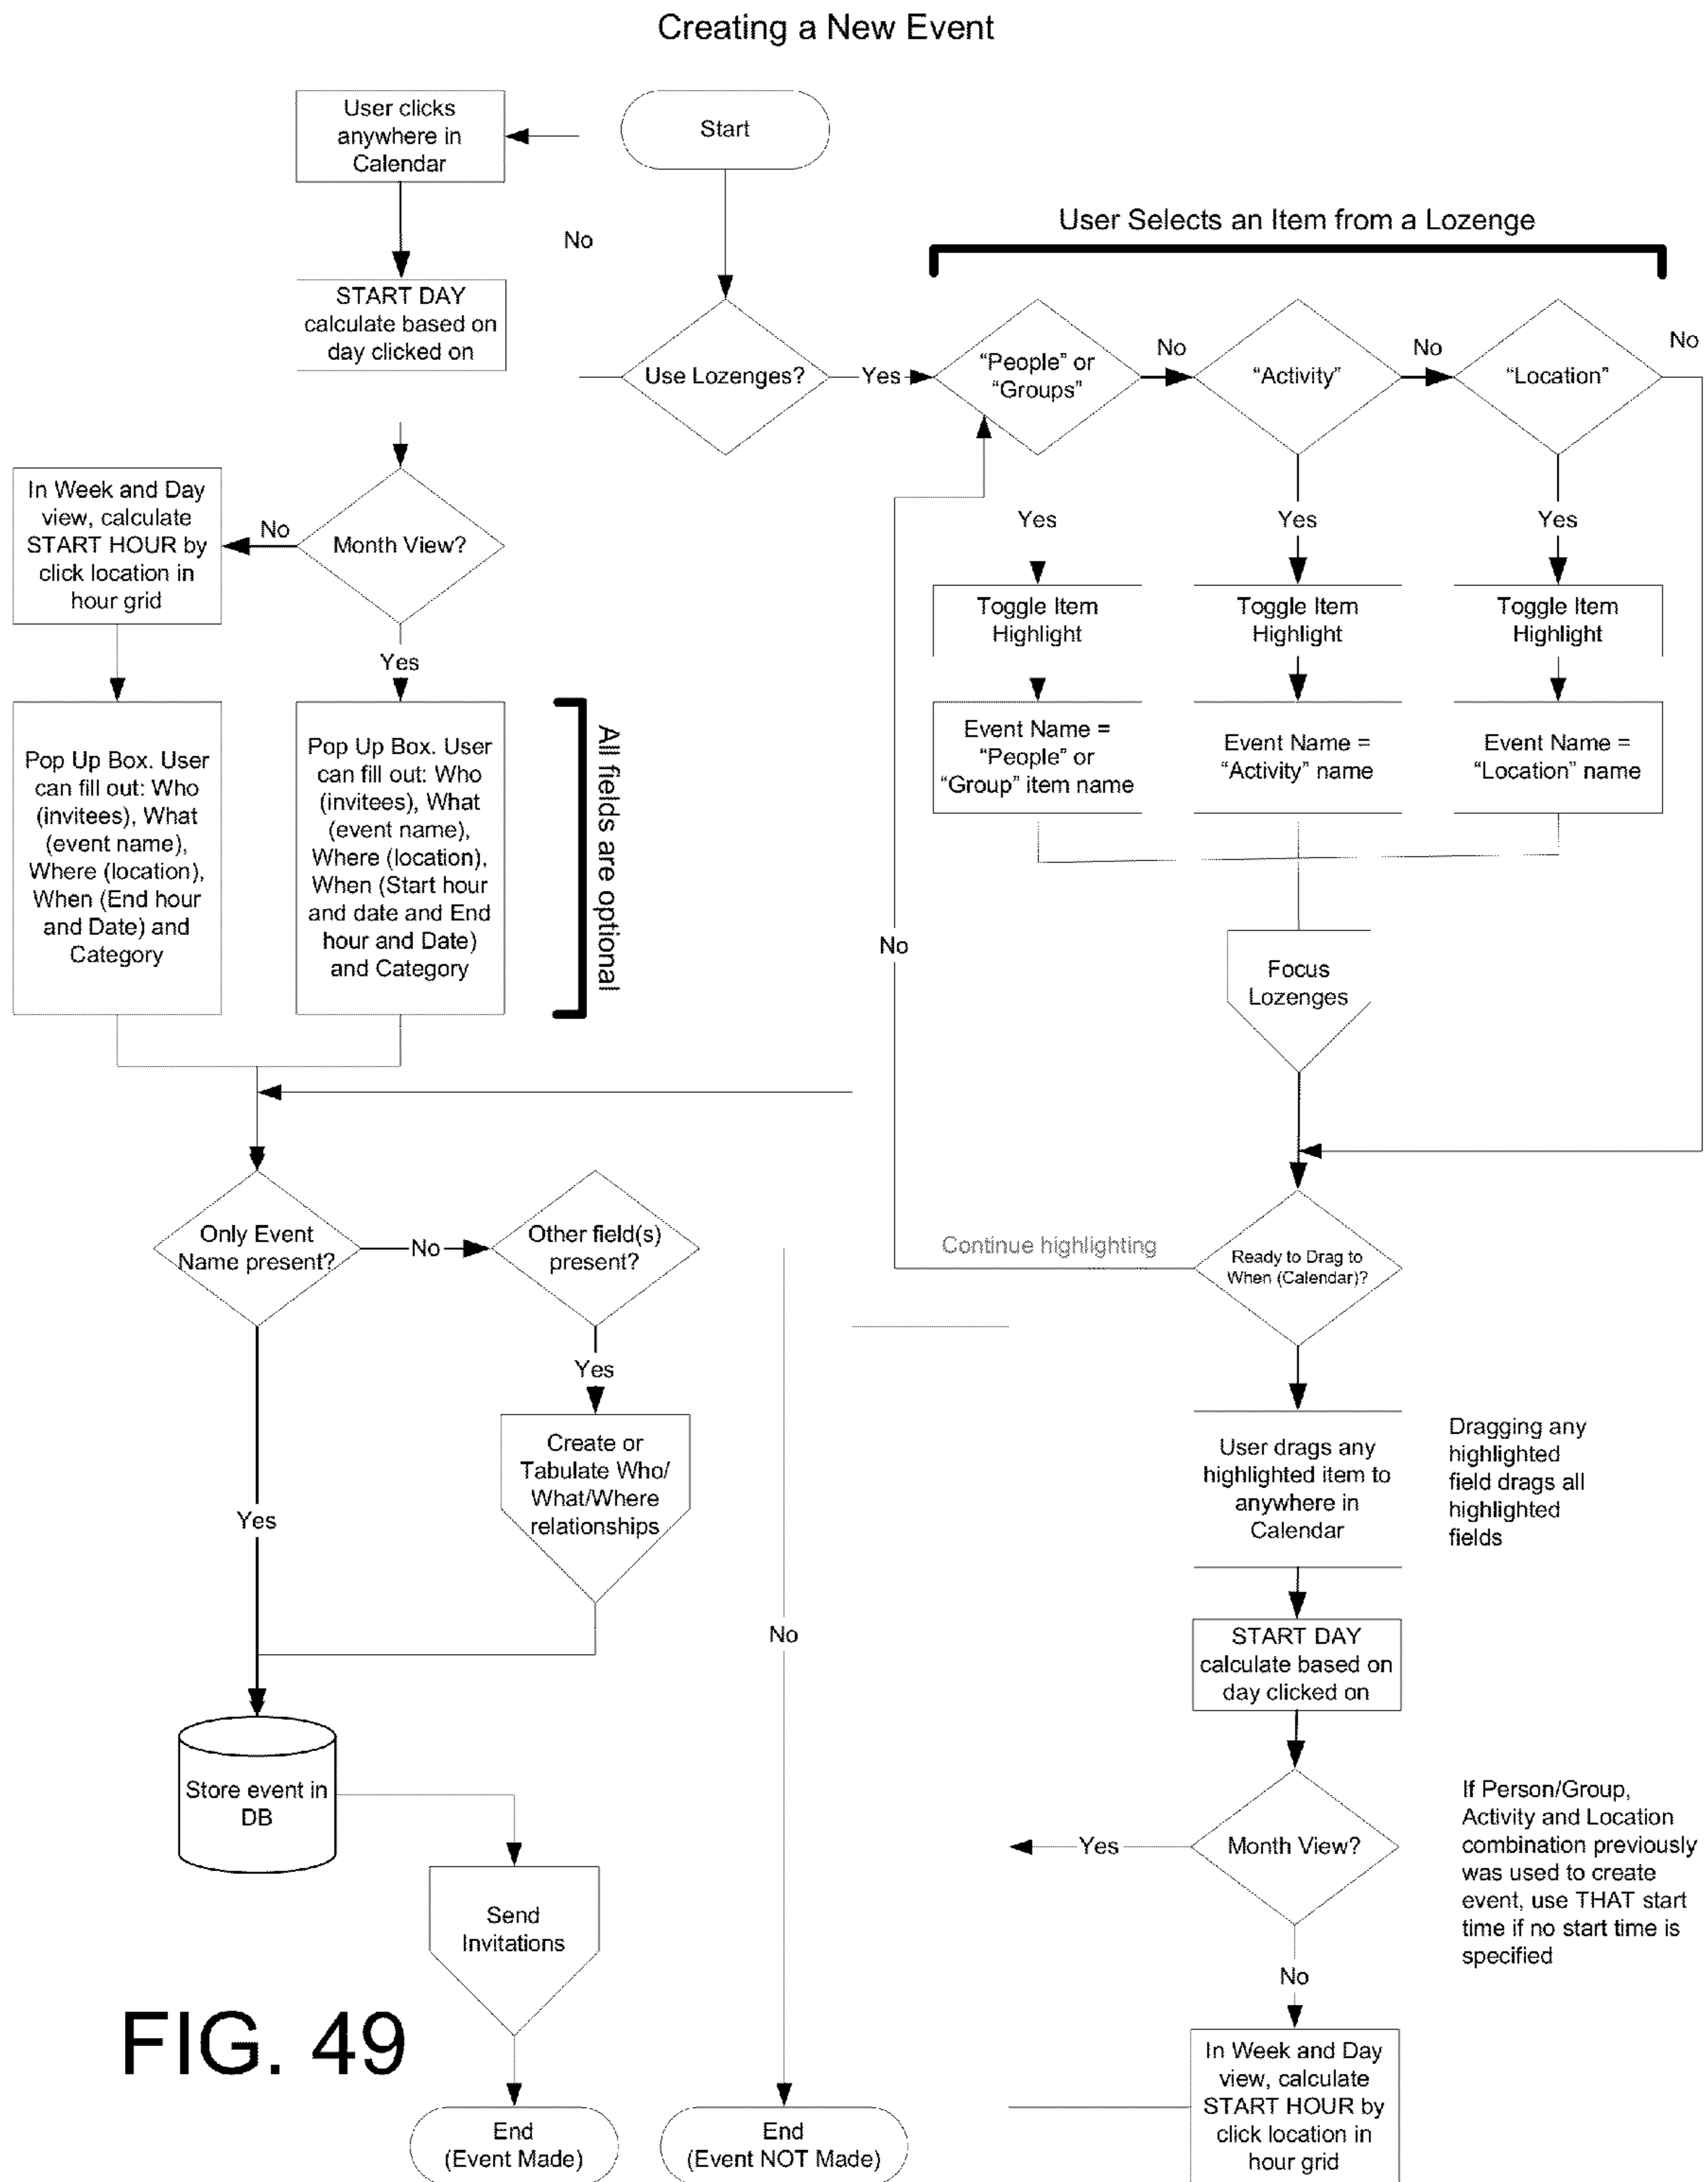 Creating a New Event
User clicks
anywhere in
Calendar
Start
No
START DAY
calculate based on
day clicked on
User Selects an Item from a Lozenge
Use Lozenges?
Yes
“People” or
“Groups”
No
“Activity”
No
“Location”
No
In Week and Day
view, calculate
START HOUR by
click location in
hour grid
No
Month View?
Yes
Yes
Yes
Yes
Toggle Item
Highlight
Toggle Item
Highlight
Toggle Item
Highlight
Event Name =
“People” or
“Group” item name
Event Name =
“Activity” name
Event Name =
“Location” name
Pop Up Box. User
can fill out: Who
(invitees), What
(event name),
Where (location),
When (End hour
and Date) and
Category
Pop Up Box. User
can fill out: Who
(invitees), What
(event name),
Where (location),
When (Start hour
and date and End
hour and Date)
and Category
All fields are optional
No
Focus
Lozenges
Only Event
Name present?
No
Other field(s)
present?
Continue highlighting
Ready to Drag to
When (Calendar)?
Yes
Create or
Tabulate Who/
What/Where
relationships
Yes
User drags any
highlighted item to
anywhere in
Calendar
Dragging any
highlighted
field drags all
highlighted
fields
No
START DAY
calculate based on
day clicked on
Store event in
DB
Yes
Month View?
If Person/Group,
Activity and Location
combination previously
was used to create
event, use THAT start
time if no start time is
specified
Send
Invitations
No
FIG. 49
In Week and Day
view, calculate
START HOUR by
click location in
hour grid
End
(Event Made)
End
(Event NOT Made)